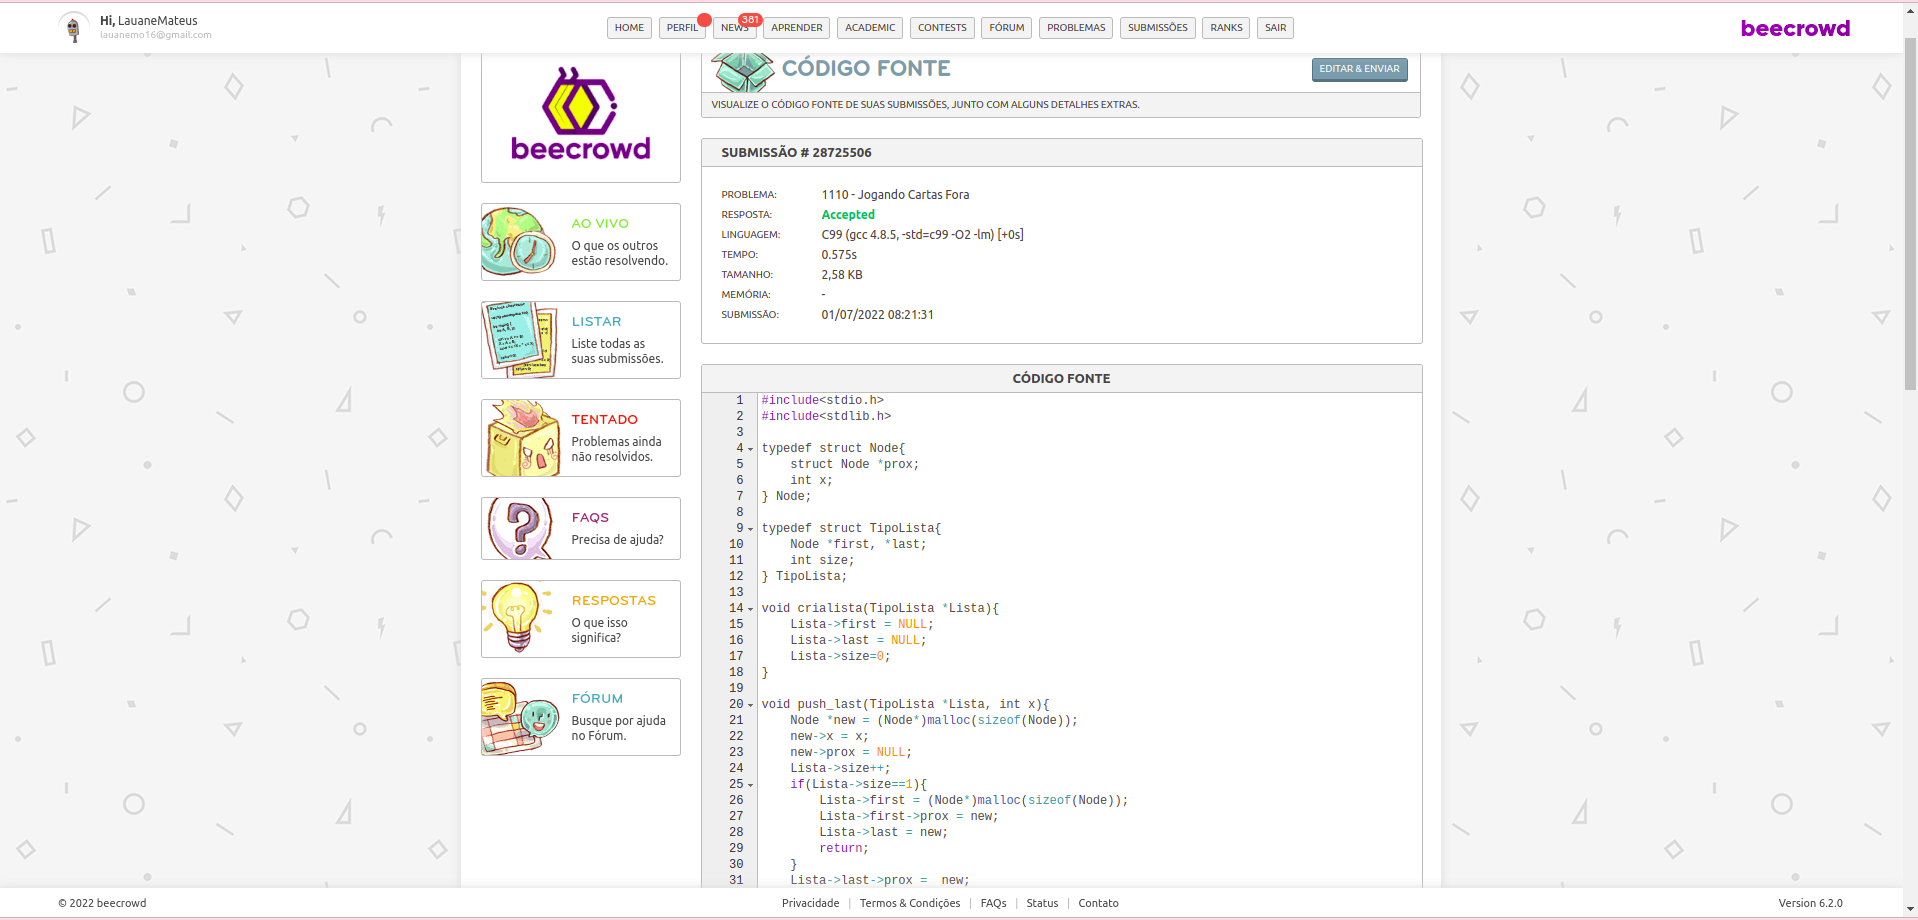 Hi, LauaneMateus
lauanemo16@gmail.com
HOME PERFIL NEWS 381 APRENDER ACADEMIC CONTESTS FÓRUM PROBLEMAS SUBMISSÕES RANKS SAIR
beecrowd
beecrowd
AO VIVO
O que os outros
estão resolvendo.
LISTAR
Liste todas as
suas submissões.
TENTADO
Problemas ainda
não resolvidos.
FAQS
Precisa de ajuda?
RESPOSTAS
O que isso
significa?
FÓRUM
Busque por ajuda
no Fórum.
CÓDIGO FONTE
EDITAR & ENVIAR
VISUALIZE O CÓDIGO FONTE DE SUAS SUBMISSÕES, JUNTO COM ALGUNS DETALHES EXTRAS.
SUBMISSÃO # 28725506
PROBLEMA: 1110 - Jogando Cartas Fora
RESPOSTA: Accepted
LINGUAGEM: C99 (gcc 4.8.5, -std=c99 -O2 -lm) [+0s]
TEMPO: 0.575s
TAMANHO: 2,58 KB
MEMÓRIA: -
SUBMISSÃO: 01/07/2022 08:21:31
CÓDIGO FONTE
1 #include<stdio.h>
2 #include<stdlib.h>
3
4 typedef struct Node{
5     struct Node *prox;
6     int x;
7 } Node;
8
9 typedef struct TipoLista{
10     Node *first, *last;
11     int size;
12 } TipoLista;
13
14 void crialista(TipoLista *Lista){
15     Lista->first = NULL;
16     Lista->last = NULL;
17     Lista->size=0;
18 }
19
20 void push_last(TipoLista *Lista, int x){
21     Node *new = (Node*)malloc(sizeof(Node));
22     new->x = x;
23     new->prox = NULL;
24     Lista->size++;
25     if(Lista->size==1){
26         Lista->first = (Node*)malloc(sizeof(Node));
27         Lista->first->prox = new;
28         Lista->last = new;
29         return;
30     }
31     Lista->last->prox =  new;
© 2022 beecrowd
Privacidade | Termos & Condições | FAQs | Status | Contato
Version 6.2.0